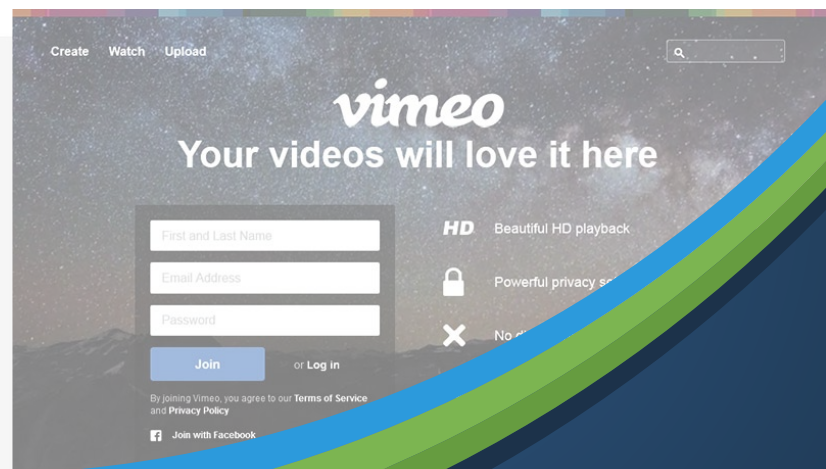 Create Watch Upload
vimeo
Your videos will love it here
First and Last Name
Email Address
Password
Join or Log in
By joining Vimeo, you agree to our Terms of Service
and Privacy Policy
Join with Facebook
HD Beautiful HD playback
Powerful privacy
No